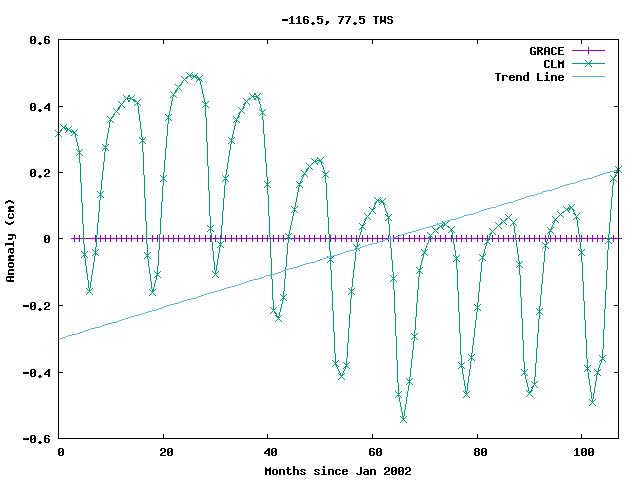 -116.5, 77.5 TWS
GRACE
CLM
Trend Line
0.6
0.4
0.2
0
-0.2
-0.4
-0.6
Anomaly (cm)
0 20 40 60 80 100
Months since Jan 2002